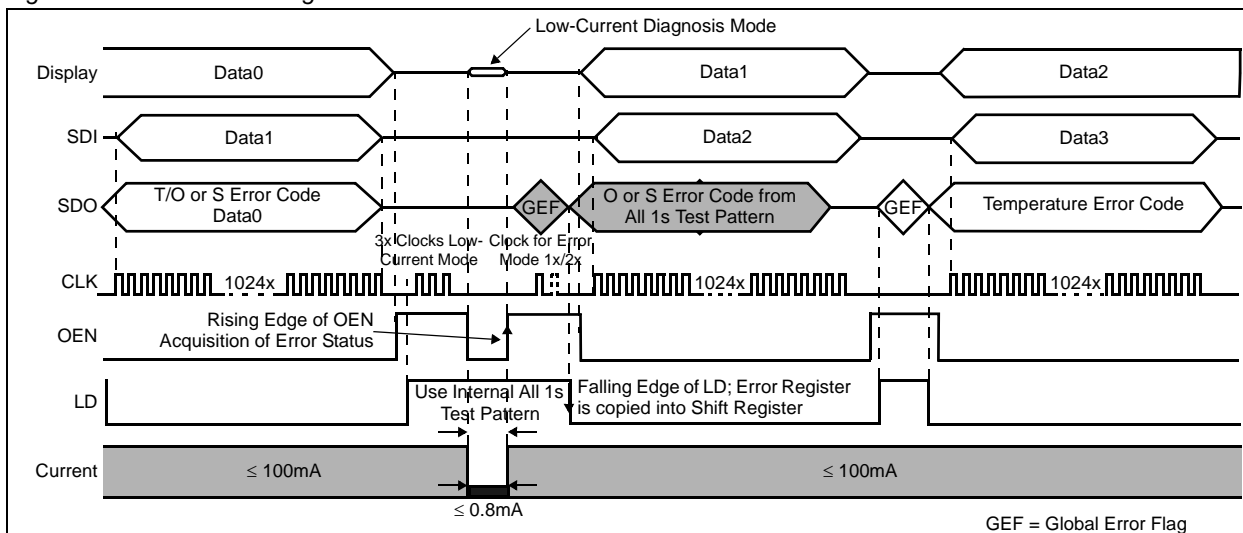 Low-Current Diagnosis Mode
Display
Data0
Data1
Data2
SDI
Data1
Data2
Data3
SDO
T/O or S Error Code
Data0
GEF
O or S Error Code from
All 1s Test Pattern
GEF
Temperature Error Code
3x Clocks Low-
Current Mode
Clock for Error
Mode 1x/2x
CLK
1024x
1024x
1024x
OEN
Rising Edge of OEN
Acquisition of Error Status
LD
Use Internal All 1s
Test Pattern
Falling Edge of LD; Error Register
is copied into Shift Register
Current
≤ 100mA
≤ 100mA
≤ 0.8mA
GEF = Global Error Flag